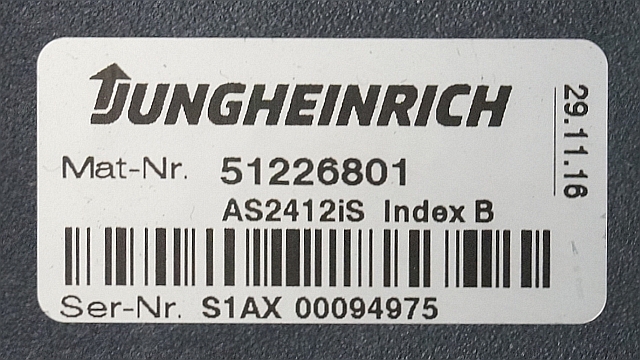 JUNGHEINRICH
29.11.16
Mat-Nr. 51226801
AS2412iS Index B
Ser-Nr. S1AX 00094975